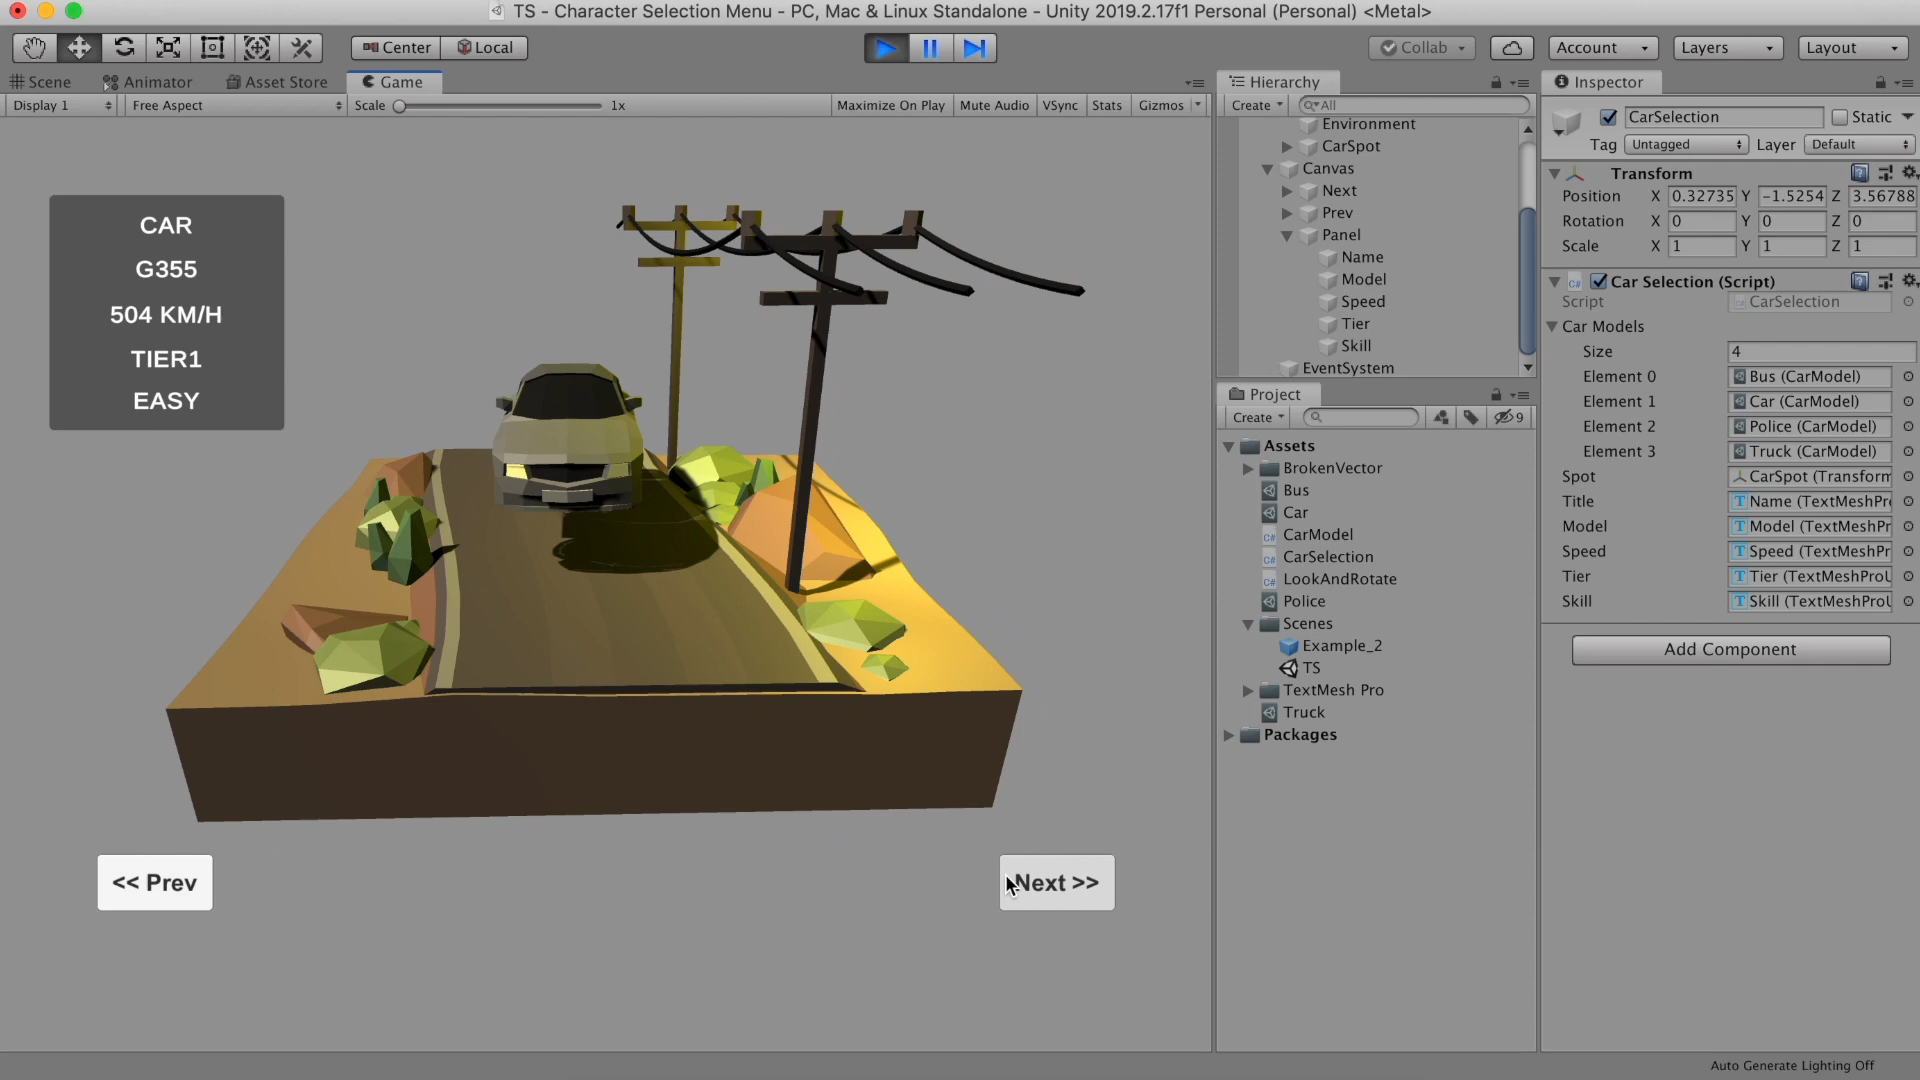 TS - Character Selection Menu - PC, Mac & Linux Standalone - Unity 2019.2.17f1 Personal (Personal) <Metal>
Center
Local
Collab
Account
Layers
Layout
Scene
Animator
Asset Store
Game
Display 1
Free Aspect
Scale
1x
Maximize On Play
Mute Audio
VSync
Stats
Gizmos
CAR
G355
504 KM/H
TIER1
EASY
<< Prev
Next >>
Hierarchy
Create
All
Environment
CarSpot
Canvas
Next
Prev
Panel
Name
Model
Speed
Tier
Skill
EventSystem
Project
Create
9
Assets
BrokenVector
Bus
Car
CarModel
CarSelection
LookAndRotate
Police
Scenes
Example_2
TS
TextMesh Pro
Truck
Packages
Inspector
CarSelection
Static
Tag Untagged Layer Default
Transform
Position X 0.32735 Y -1.5254 Z 3.56788
Rotation X 0 Y 0 Z 0
Scale X 1 Y 1 Z 1
Car Selection (Script)
Script CarSelection
Car Models
Size 4
Element 0 Bus (CarModel)
Element 1 Car (CarModel)
Element 2 Police (CarModel)
Element 3 Truck (CarModel)
Spot CarSpot (Transform
Title Name (TextMeshPr
Model Model (TextMeshPr
Speed Speed (TextMeshPr
Tier Tier (TextMeshProU
Skill Skill (TextMeshProU
Add Component
Auto Generate Lighting Off